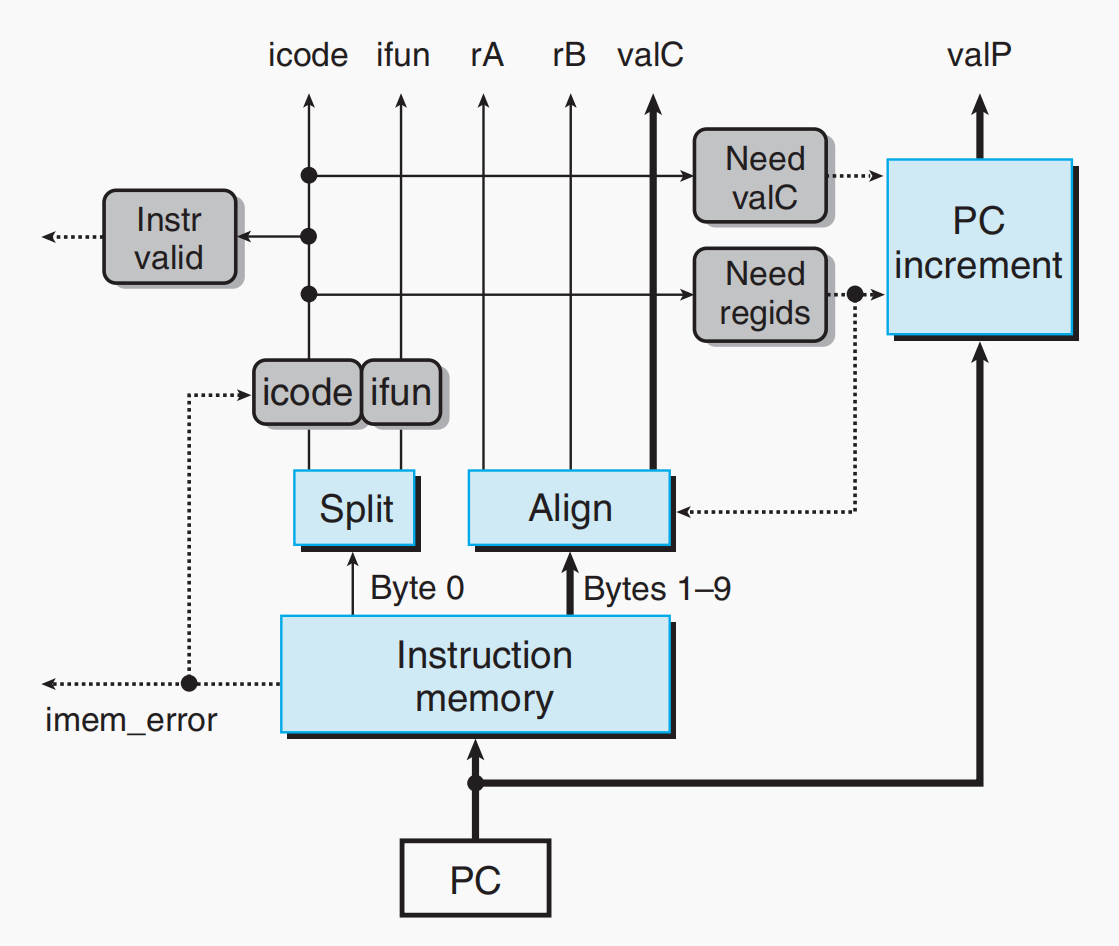 icode ifun rA rB valC valP
Need
valC
PC
increment
Instr
valid
Need
regids
icode ifun
Split
Align
Byte 0
Bytes 1–9
Instruction
memory
imem_error
PC